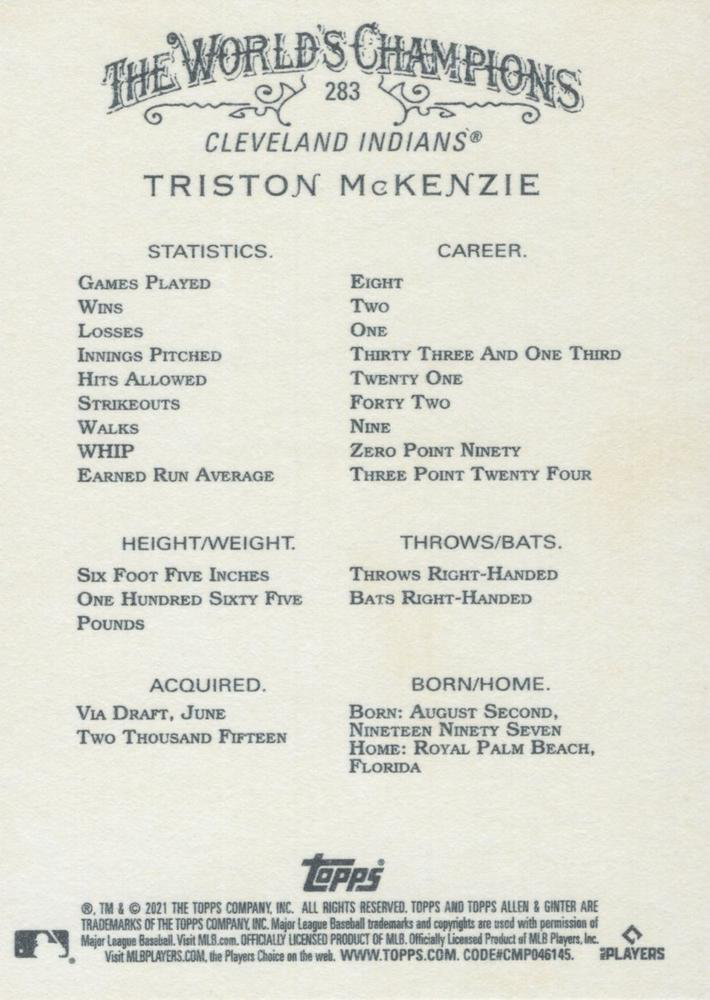 THE WORLD'S CHAMPIONS
283
CLEVELAND INDIANS®
TRISTON McKENZIE
STATISTICS. CAREER.
GAMES PLAYED EIGHT
WINS TWO
LOSSES ONE
INNINGS PITCHED THIRTY THREE AND ONE THIRD
HITS ALLOWED TWENTY ONE
STRIKEOUTS FORTY TWO
WALKS NINE
WHIP ZERO POINT NINETY
EARNED RUN AVERAGE THREE POINT TWENTY FOUR
HEIGHT/WEIGHT.
SIX FOOT FIVE INCHES
ONE HUNDRED SIXTY FIVE
POUNDS
THROWS/BATS.
THROWS RIGHT-HANDED
BATS RIGHT-HANDED
ACQUIRED.
VIA DRAFT, JUNE
TWO THOUSAND FIFTEEN
BORN/HOME.
BORN: AUGUST SECOND,
NINETEEN NINETY SEVEN
HOME: ROYAL PALM BEACH,
FLORIDA
Topps®
®, TM & © 2021 THE TOPPS COMPANY, INC. ALL RIGHTS RESERVED. TOPPS AND TOPPS ALLEN & GINTER ARE
TRADEMARKS OF THE TOPPS COMPANY, INC. Major League Baseball trademarks and copyrights are used with permission of
Major League Baseball. Visit MLB.com. OFFICIALLY LICENSED PRODUCT OF MLB. Officially Licensed Product of MLB Players, Inc.
Visit MLBPLAYERS.COM, the Players Choice on the web. WWW.TOPPS.COM. CODE#CMP046145.
MLBPLAYERS